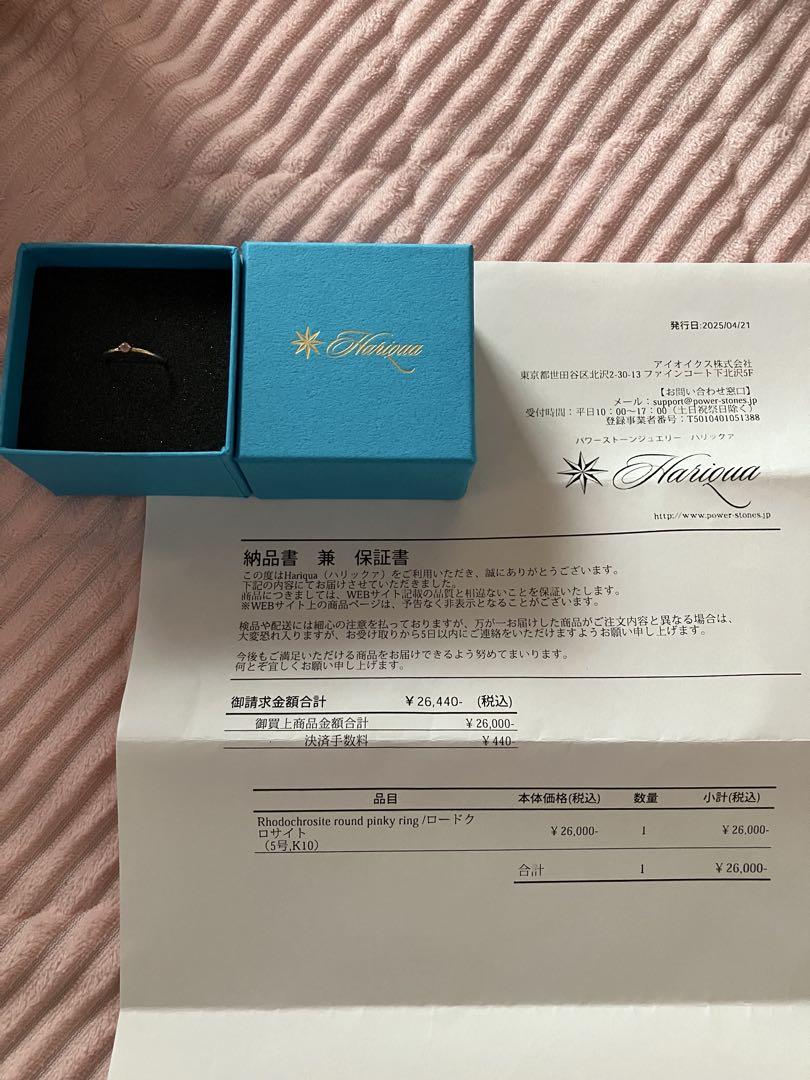 Hariqua
発行日:2025/04/21
アイオイクス株式会社
東京都世田谷区北沢2-30-13 ファインコート下北沢5F
【お問い合わせ窓口】
メール：support@power-stones.jp
受付時間：平日10：00〜17：00（土日祝祭日除く）
登録事業者番号：T5010401051388
パワーストーンジュエリー ハリックァ
Hariqua
http://www.power-stones.jp
納品書 兼 保証書
この度はHariqua（ハリックァ）をご利用いただき、誠にありがとうございます。
下記の内容にてお届けさせていただきました。
商品につきましては、WEBサイト記載の品質と相違ないことを保証いたします。
※WEBサイト上の商品ページは、予告なく非表示となることがございます。
検品や配送には細心の注意を払っておりますが、万が一お届けした商品がご注文内容と異なる場合は、
大変恐れ入りますが、お受け取りから5日以内にご連絡をいただけますようお願い申し上げます。
今後もご満足いただける商品をお届けできるよう努めてまいります。
何とぞ宜しくお願い申し上げます。
御請求金額合計 ￥26,440- (税込)
御買上商品金額合計 ￥26,000-
決済手数料 ￥440-
品目 本体価格(税込) 数量 小計(税込)
Rhodochrosite round pinky ring /ロードク
ロサイト ￥26,000- 1 ￥26,000-
（5号,K10）
合計 1 ￥26,000-